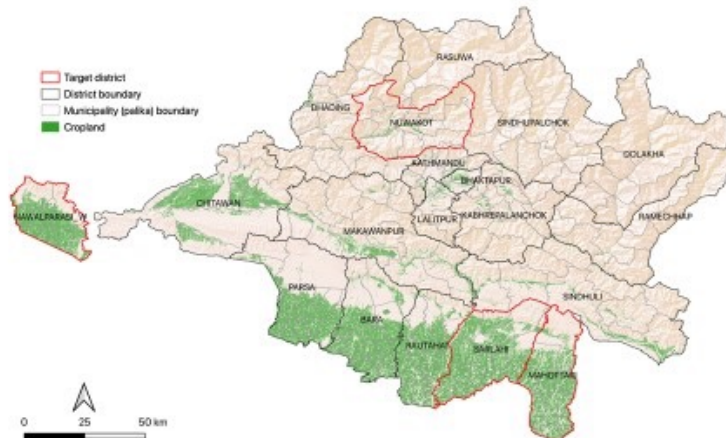 RASUWA
Target district
District boundary
Municipality (palika) boundary
Cropland
DHADING
NUWAKOT
SINDHUPALCHOK
DOLAKHA
KATHMANDU
BHAKTAPUR
NAWALPARASI_W
CHITAWAN
LALITPUR
KABHREPALANCHOK
RAMECHHAP
MAKAWANPUR
PARSA
SINDHULI
BARA
RAUTAHAT
SARLAHI
MAHOTTARI
0 25 50 km